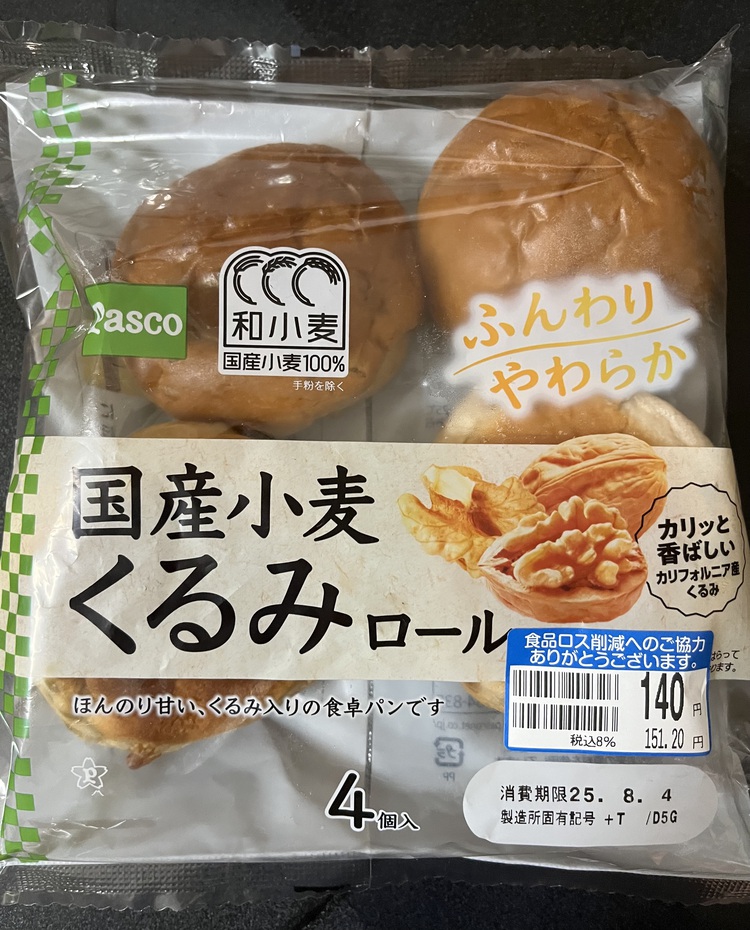 Pasco
和小麦
国産小麦100%
手粉を除く
ふんわり
やわらか
国産小麦
くるみロール
カリッと
香ばしい
カリフォルニア産
くるみ
食品ロス削減へのご協力
ありがとうございます。
140円
税込8% 151.20円
ほんのり甘い、くるみ入りの食卓パンです
4個入
消費期限25. 8. 4
製造所固有記号 +T /D5G
PP